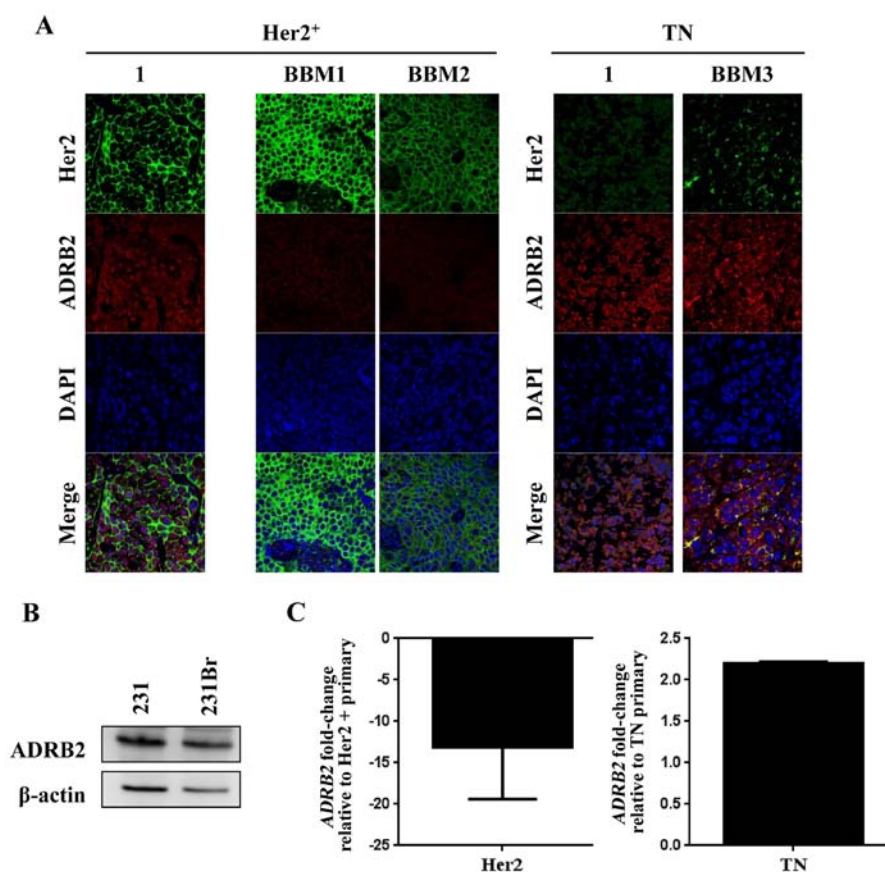 A
Her2+ TN
1 BBM1 BBM2 1 BBM3
Her2 Her2
ADRB2 ADRB2
DAPI DAPI
Merge Merge
B
231 231Br
ADRB2
β-actin
C
0
-5
-10
-15
-20
-25
ADRB2 fold-change
relative to Her2 + primary
Her2
2.5
2.0
1.5
1.0
0.5
0.0
ADRB2 fold-change
relative to TN primary
TN